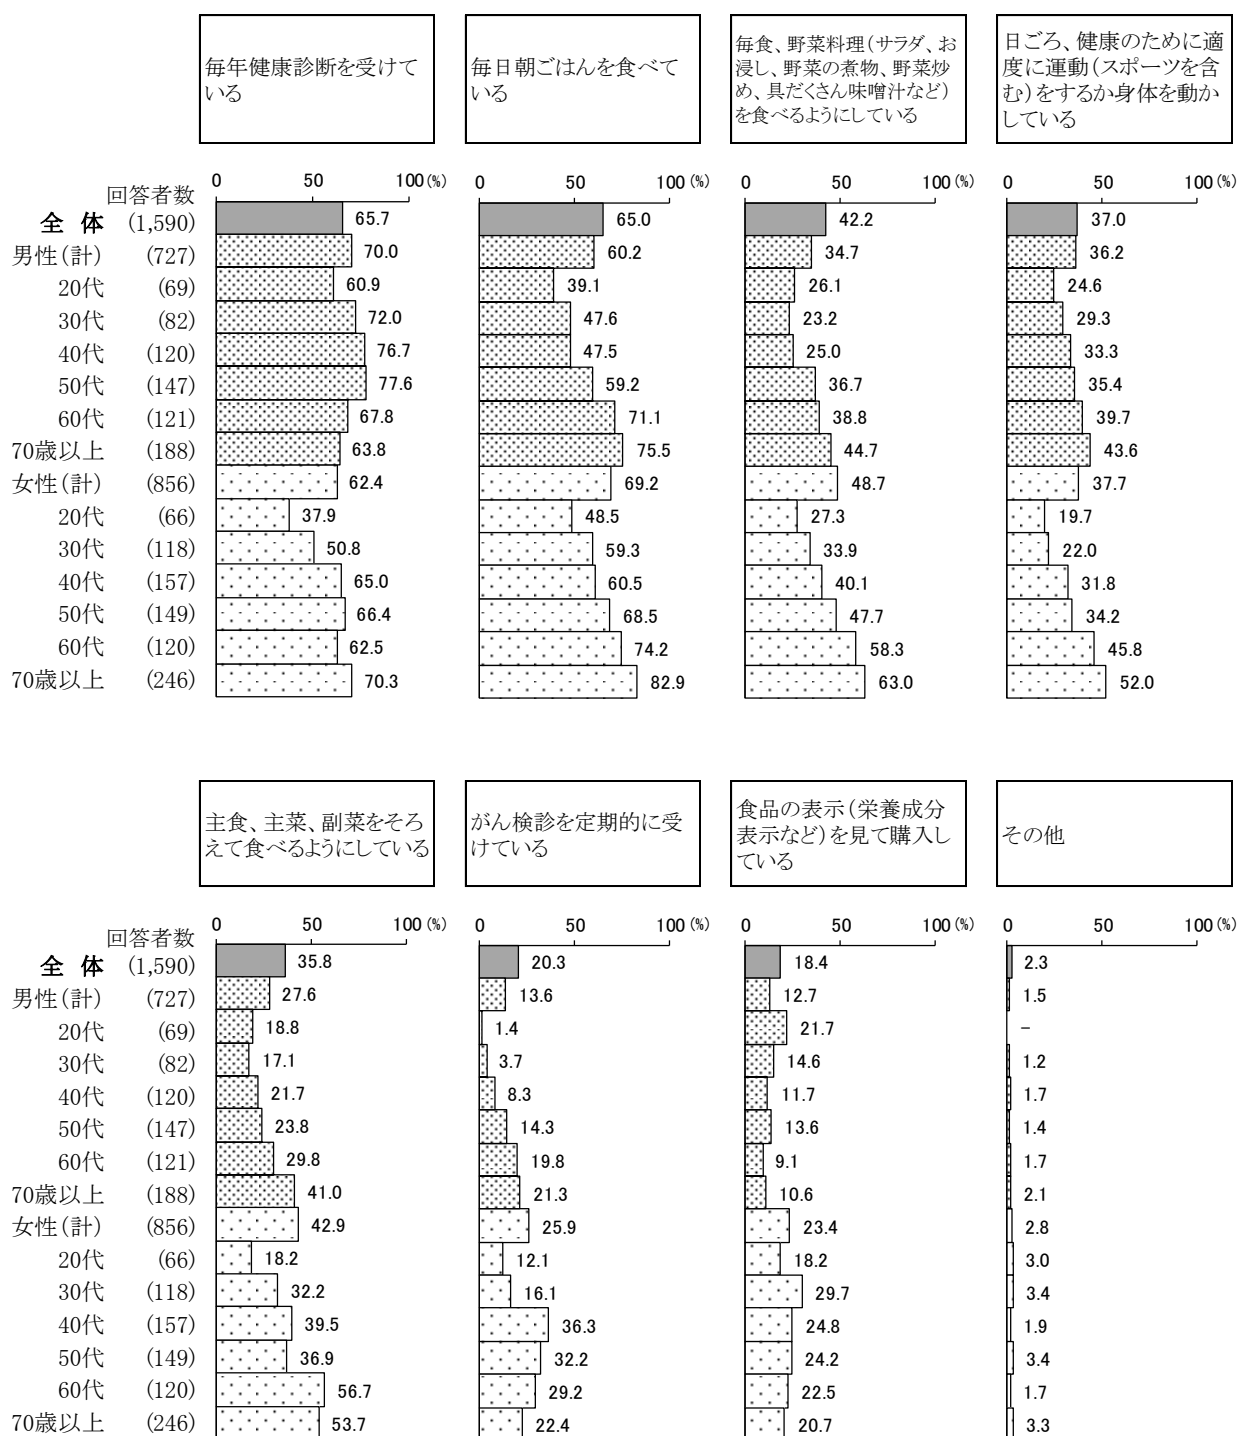 毎年健康診断を受けて
いる
毎日朝ごはんを食べて
いる
毎食、野菜料理(サラダ、お
浸し、野菜の煮物、野菜炒
め、具だくさん味噌汁など)
を食べるようにしている
日ごろ、健康のために適
度に運動(スポーツを含
む)をするか身体を動か
している
0 50 100(%) 0 50 100(%) 0 50 100(%) 0 50 100(%)
回答者数
全 体 (1,590) 65.7 65.0 42.2 37.0
男性(計) (727) 70.0 60.2 34.7 36.2
20代 (69) 60.9 39.1 26.1 24.6
30代 (82) 72.0 47.6 23.2 29.3
40代 (120) 76.7 47.5 25.0 33.3
50代 (147) 77.6 59.2 36.7 35.4
60代 (121) 67.8 71.1 38.8 39.7
70歳以上 (188) 63.8 75.5 44.7 43.6
女性(計) (856) 62.4 69.2 48.7 37.7
20代 (66) 37.9 48.5 27.3 19.7
30代 (118) 50.8 59.3 33.9 22.0
40代 (157) 65.0 60.5 40.1 31.8
50代 (149) 66.4 68.5 47.7 34.2
60代 (120) 62.5 74.2 58.3 45.8
70歳以上 (246) 70.3 82.9 63.0 52.0
主食、主菜、副菜をそろ
えて食べるようにしている
がん検診を定期的に受
けている
食品の表示(栄養成分
表示など)を見て購入し
ている
その他
0 50 100(%) 0 50 100(%) 0 50 100(%) 0 50 100(%)
回答者数
全 体 (1,590) 35.8 20.3 18.4 2.3
男性(計) (727) 27.6 13.6 12.7 1.5
20代 (69) 18.8 1.4 21.7 −
30代 (82) 17.1 3.7 14.6 1.2
40代 (120) 21.7 8.3 11.7 1.7
50代 (147) 23.8 14.3 13.6 1.4
60代 (121) 29.8 19.8 9.1 1.7
70歳以上 (188) 41.0 21.3 10.6 2.1
女性(計) (856) 42.9 25.9 23.4 2.8
20代 (66) 18.2 12.1 18.2 3.0
30代 (118) 32.2 16.1 29.7 3.4
40代 (157) 39.5 36.3 24.8 1.9
50代 (149) 36.9 32.2 24.2 3.4
60代 (120) 56.7 29.2 22.5 1.7
70歳以上 (246) 53.7 22.4 20.7 3.3